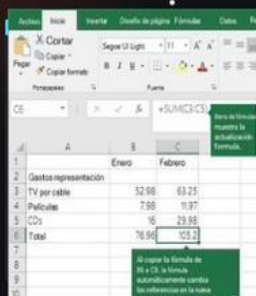 Archivo Inicio Insertar Diseño de página Fórmulas Datos
Cortar
Copiar
Copiar formato
Pegar
Portapapeles
Segoe UI Light 11
N K S
Fuente
C6 =SUM(C3:C5)
Barra de fórmulas
muestra la
actualización
fórmula.
A B C
1 Enero Febrero
2 Gastos representación
3 TV por cable 52.98 63.25
4 Películas 7.98 11.97
5 CDs 16 29.98
6 Total 76.96 105.2
7
8
9
Al copiar la fórmula de
B6 a C6, la fórmula
automáticamente cambia
las referencias en la nueva